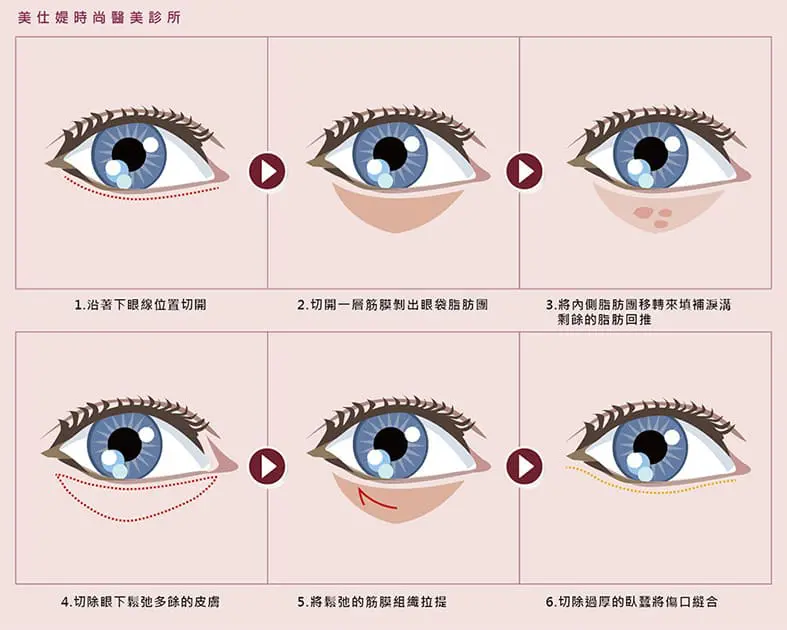 美仕媞時尚醫美診所
1.沿著下眼線位置切開
2.切開一層筋膜剝出眼袋脂肪團
3.將內側脂肪團移轉來填補淚溝
剩餘的脂肪回推
4.切除眼下鬆弛多餘的皮膚
5.將鬆弛的筋膜組織拉提
6.切除過厚的臥蠶將傷口縫合